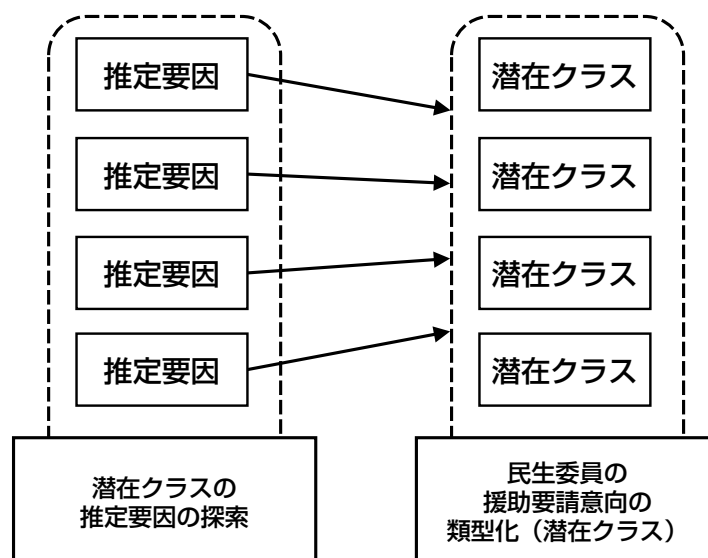 推定要因
推定要因
推定要因
推定要因
潜在クラスの
推定要因の探索
潜在クラス
潜在クラス
潜在クラス
潜在クラス
民生委員の
援助要請意向の
類型化（潜在クラス）